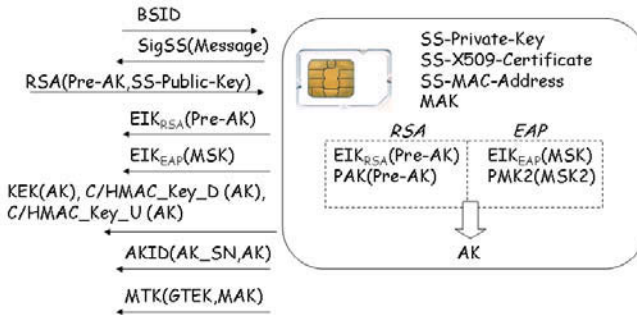 BSID
SigSS(Message)
RSA(Pre-AK,SS-Public-Key)
EIKRSA(Pre-AK)
EIKEAP(MSK)
KEK(AK), C/HMAC_Key_D (AK),
C/HMAC_Key_U (AK)
AKID(AK_SN,AK)
MTK(GTEK,MAK)
SS-Private-Key
SS-X509-Certificate
SS-MAC-Address
MAK
RSA EAP
EIKRSA(Pre-AK) EIKEAP(MSK)
PAK(Pre-AK) PMK2(MSK2)
AK